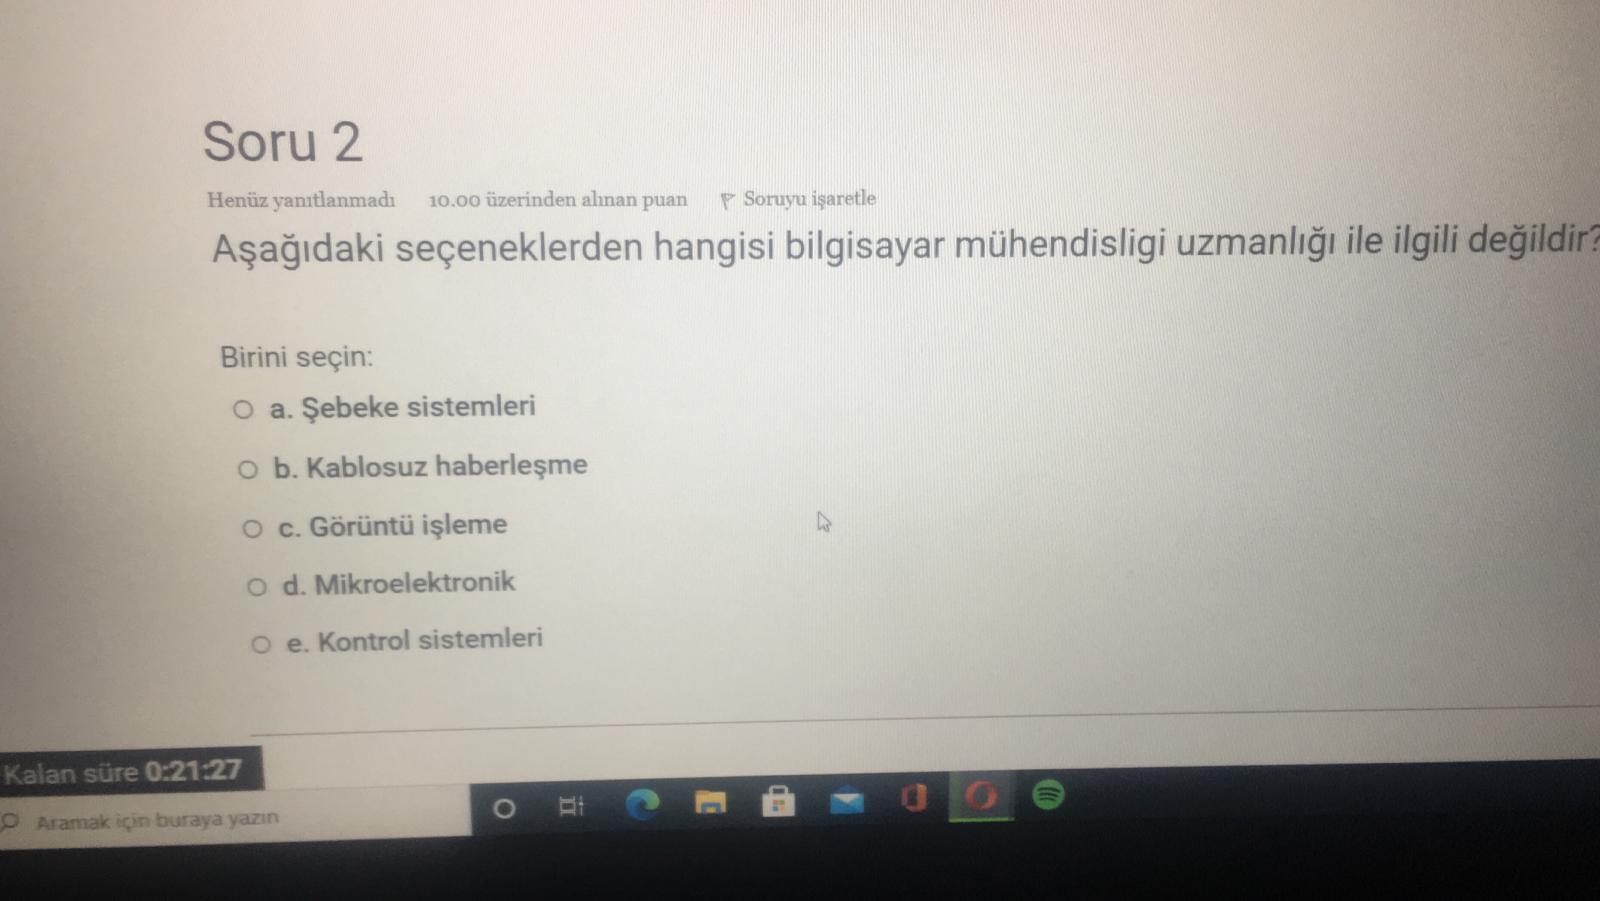 Soru 2
Henüz yanıtlanmadı 10.00 üzerinden alınan puan Soruyu işaretle
Aşağıdaki seçeneklerden hangisi bilgisayar mühendisligi uzmanlığı ile ilgili değildir?
Birini seçin:
a. Şebeke sistemleri
b. Kablosuz haberleşme
c. Görüntü işleme
d. Mikroelektronik
e. Kontrol sistemleri
Kalan süre 0:21:27
Aramak için buraya yazın